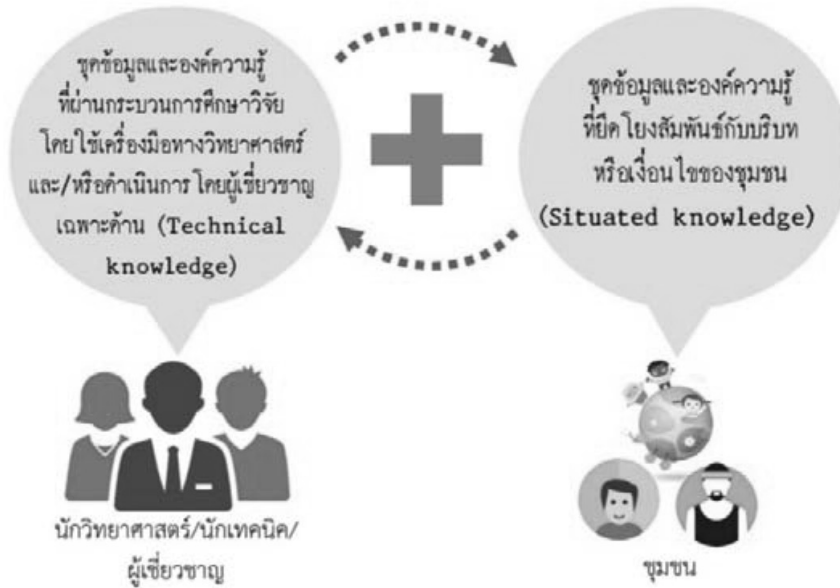 ชุดข้อมูลและองค์ความรู้
ที่ผ่านกระบวนการศึกษาวิจัย
โดยใช้เครื่องมือทางวิทยาศาสตร์
และ/หรือดำเนินการโดยผู้เชี่ยวชาญ
เฉพาะด้าน (Technical
knowledge)
ชุดข้อมูลและองค์ความรู้
ที่ยึดโยงสัมพันธ์กับบริบท
หรือเงื่อนไขของชุมชน
(Situated knowledge)
นักวิทยาศาสตร์/นักเทคนิค/
ผู้เชี่ยวชาญ
ชุมชน